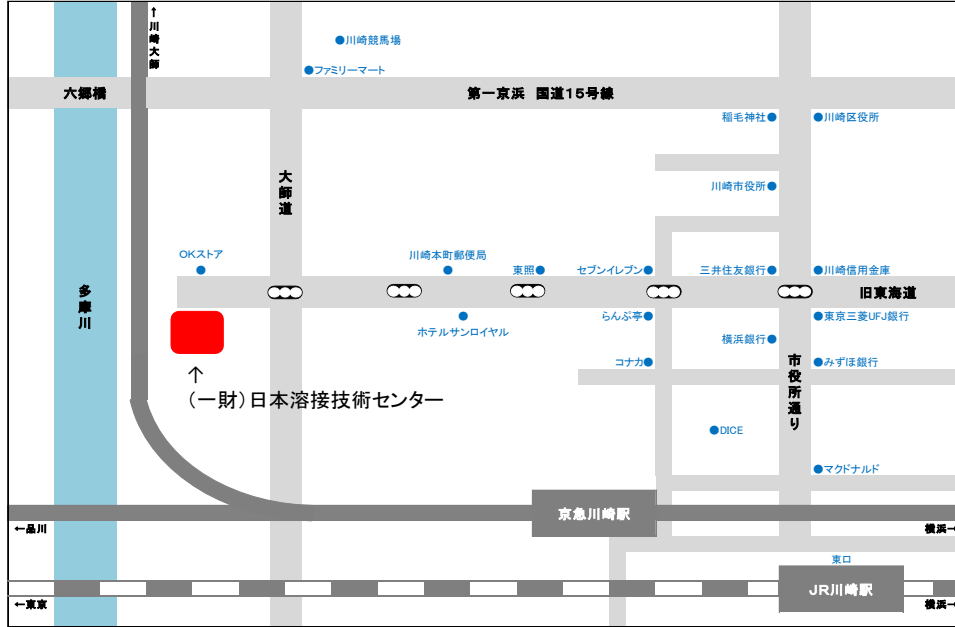 ↑川崎大師
●川崎競馬場
●ファミリーマート
六郷橋
第一京浜 国道15号線
稲毛神社●
●川崎区役所
大師道
川崎市役所●
OKストア
川崎本町郵便局
東照
セブンイレブン
三井住友銀行
●川崎信用金庫
多摩川
旧東海道
ホテルサンロイヤル
らんぷ亭●
●東京三菱UFJ銀行
横浜銀行●
コナカ●
市役所通り
●みずほ銀行
↑
(一財)日本溶接技術センター
●DICE
●マクドナルド
京急川崎駅
←品川
横浜→
東口
JR川崎駅
←東京
横浜→